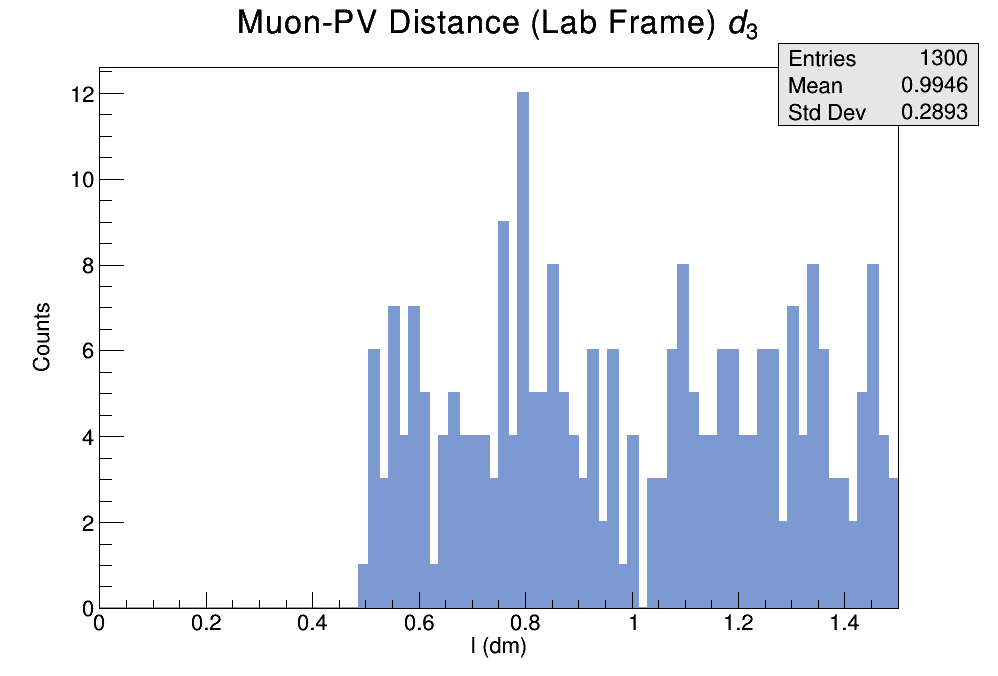 Muon-PV Distance (Lab Frame) d₃
Entries 1300
Mean 0.9946
Std Dev 0.2893
12
10
8
6
4
2
0
Counts
0 0.2 0.4 0.6 0.8 1 1.2 1.4
l (dm)